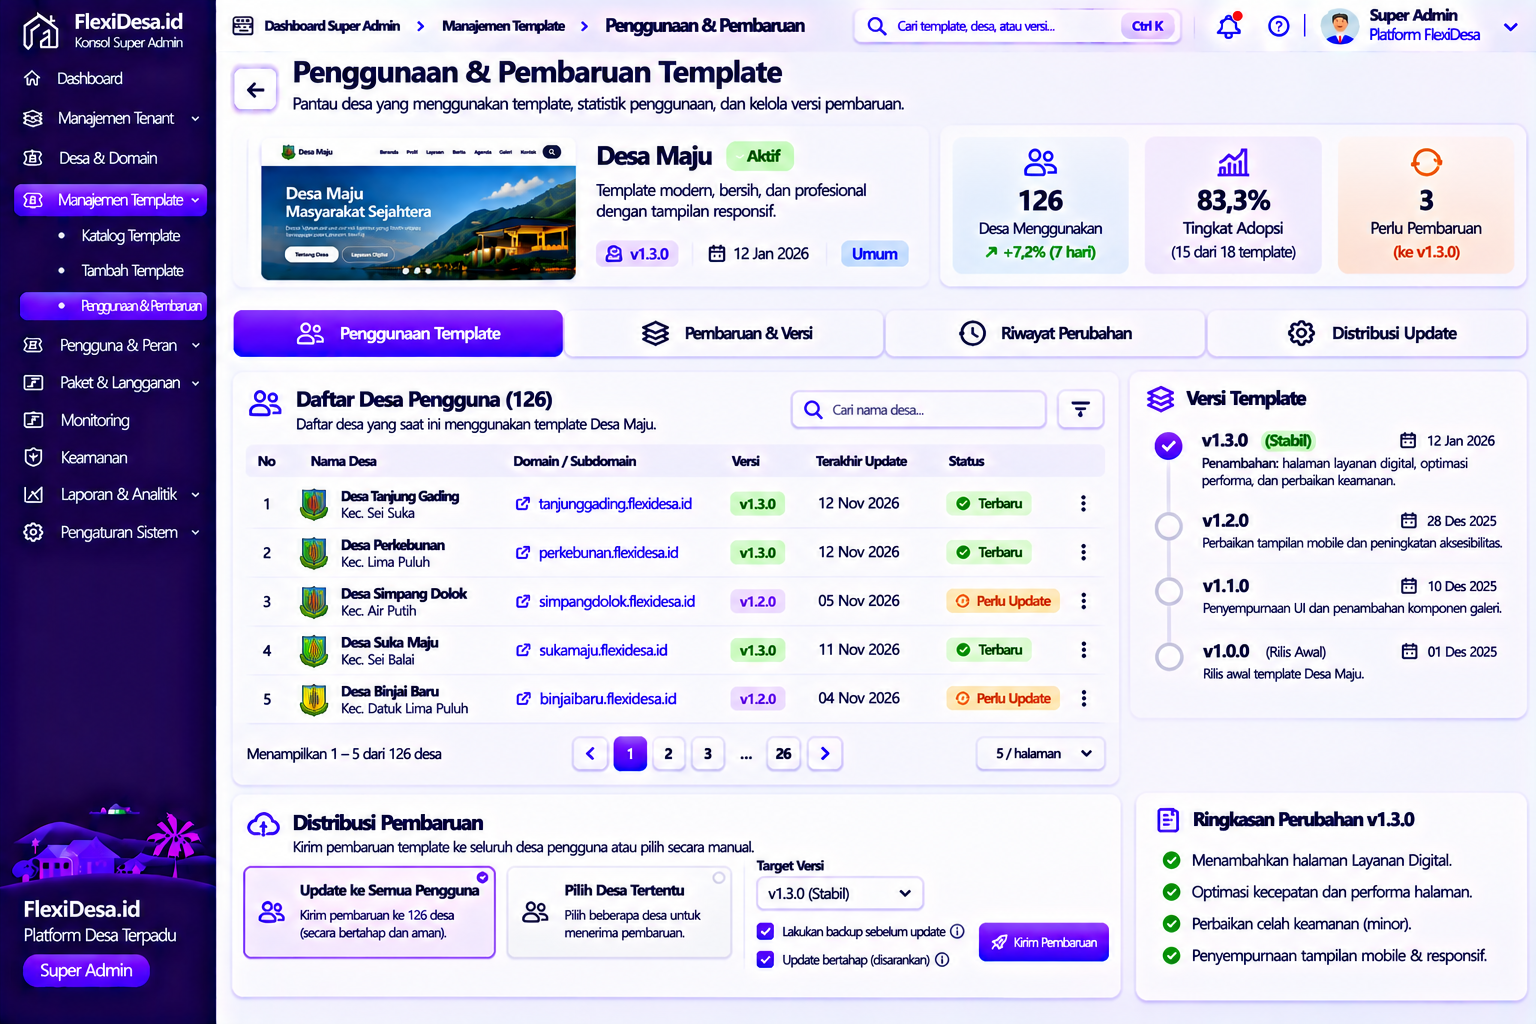 FlexiDesa.id
Konsol Super Admin
Dashboard
Manajemen Tenant
Desa & Domain
Manajemen Template
Katalog Template
Tambah Template
Penggunaan & Pembaruan
Pengguna & Peran
Paket & Langganan
Monitoring
Keamanan
Laporan & Analitik
Pengaturan Sistem
FlexiDesa.id
Platform Desa Terpadu
Super Admin
Dashboard Super Admin
Manajemen Template
Penggunaan & Pembaruan
Cari template, desa, atau versi...
Ctrl K
Super Admin
Platform FlexiDesa
Penggunaan & Pembaruan Template
Pantau desa yang menggunakan template, statistik penggunaan, dan kelola versi pembaruan.
Desa Maju
Beranda Profil Layanan Berita Agenda Galeri Kontak
Desa Maju
Masyarakat Sejahtera
Tentang Desa
Layanan Digital
Desa Maju
Aktif
Template modern, bersih, dan profesional
dengan tampilan responsif.
v1.3.0
12 Jan 2026
Umum
126
Desa Menggunakan
+7,2% (7 hari)
83,3%
Tingkat Adopsi
(15 dari 18 template)
3
Perlu Pembaruan
(ke v1.3.0)
Penggunaan Template
Pembaruan & Versi
Riwayat Perubahan
Distribusi Update
Daftar Desa Pengguna (126)
Daftar desa yang saat ini menggunakan template Desa Maju.
Cari nama desa...
No Nama Desa Domain / Subdomain Versi Terakhir Update Status
1 Desa Tanjung Gading tanjunggading.flexidesa.id v1.3.0 12 Nov 2026 Terbaru
Kec. Sei Suka
2 Desa Perkebunan perkebunan.flexidesa.id v1.3.0 12 Nov 2026 Terbaru
Kec. Lima Puluh
3 Desa Simpang Dolok simpangdolok.flexidesa.id v1.2.0 05 Nov 2026 Perlu Update
Kec. Air Putih
4 Desa Suka Maju sukamaju.flexidesa.id v1.3.0 11 Nov 2026 Terbaru
Kec. Sei Balai
5 Desa Binjai Baru binjaibaru.flexidesa.id v1.2.0 04 Nov 2026 Perlu Update
Kec. Datuk Lima Puluh
Menampilkan 1 – 5 dari 126 desa
1 2 3 ... 26
5 / halaman
Versi Template
v1.3.0 (Stabil) 12 Jan 2026
Penambahan: halaman layanan digital, optimasi
performa, dan perbaikan keamanan.
v1.2.0 28 Des 2025
Perbaikan tampilan mobile dan peningkatan aksesibilitas.
v1.1.0 10 Des 2025
Penyempurnaan UI dan penambahan komponen galeri.
v1.0.0 (Rilis Awal) 01 Des 2025
Rilis awal template Desa Maju.
Distribusi Pembaruan
Kirim pembaruan template ke seluruh desa pengguna atau pilih secara manual.
Update ke Semua Pengguna
Kirim pembaruan ke 126 desa
(secara bertahap dan aman).
Pilih Desa Tertentu
Pilih beberapa desa untuk
menerima pembaruan.
Target Versi
v1.3.0 (Stabil)
Lakukan backup sebelum update
Update bertahap (disarankan)
Kirim Pembaruan
Ringkasan Perubahan v1.3.0
Menambahkan halaman Layanan Digital.
Optimasi kecepatan dan performa halaman.
Perbaikan celah keamanan (minor).
Penyempurnaan tampilan mobile & responsif.